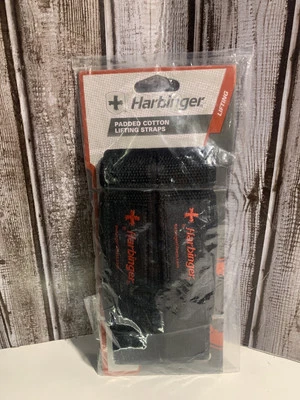 Harbinger
PADDED COTTON
LIFTING STRAPS
LIFTING
Harbinger
Harbinger